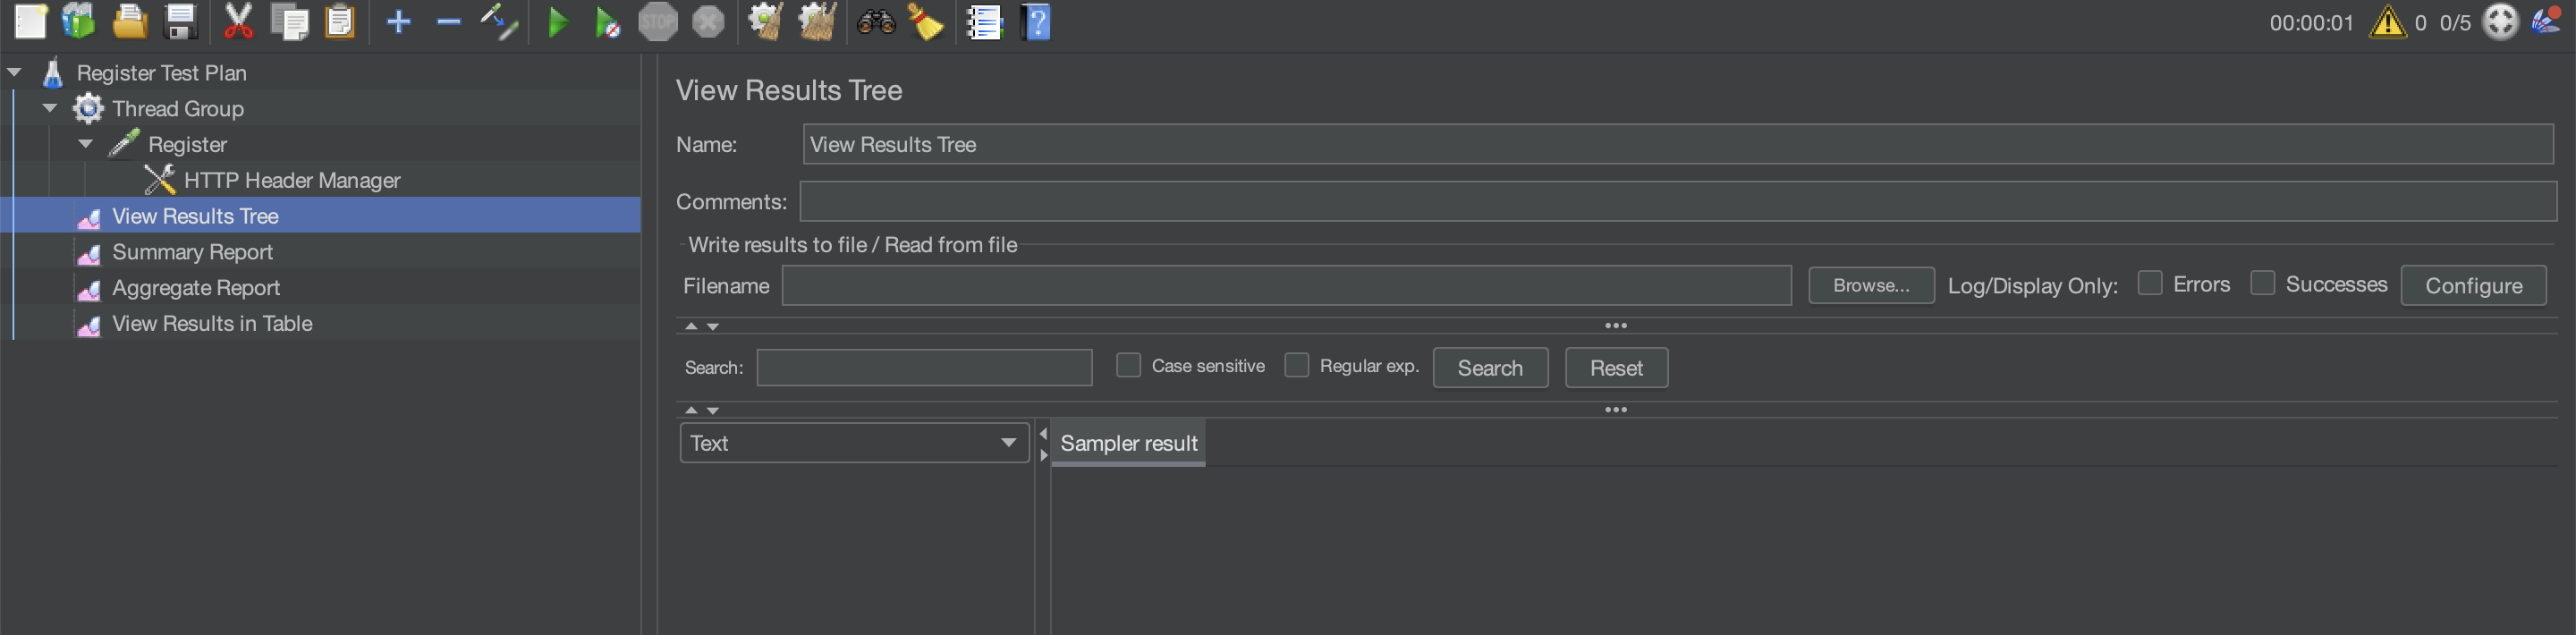 STOP
?
00:00:01 0 0/5
Register Test Plan
Thread Group
Register
HTTP Header Manager
View Results Tree
Summary Report
Aggregate Report
View Results in Table
View Results Tree
Name: View Results Tree
Comments:
Write results to file / Read from file
Filename Browse... Log/Display Only: Errors Successes Configure
Search: Case sensitive Regular exp. Search Reset
Text Sampler result